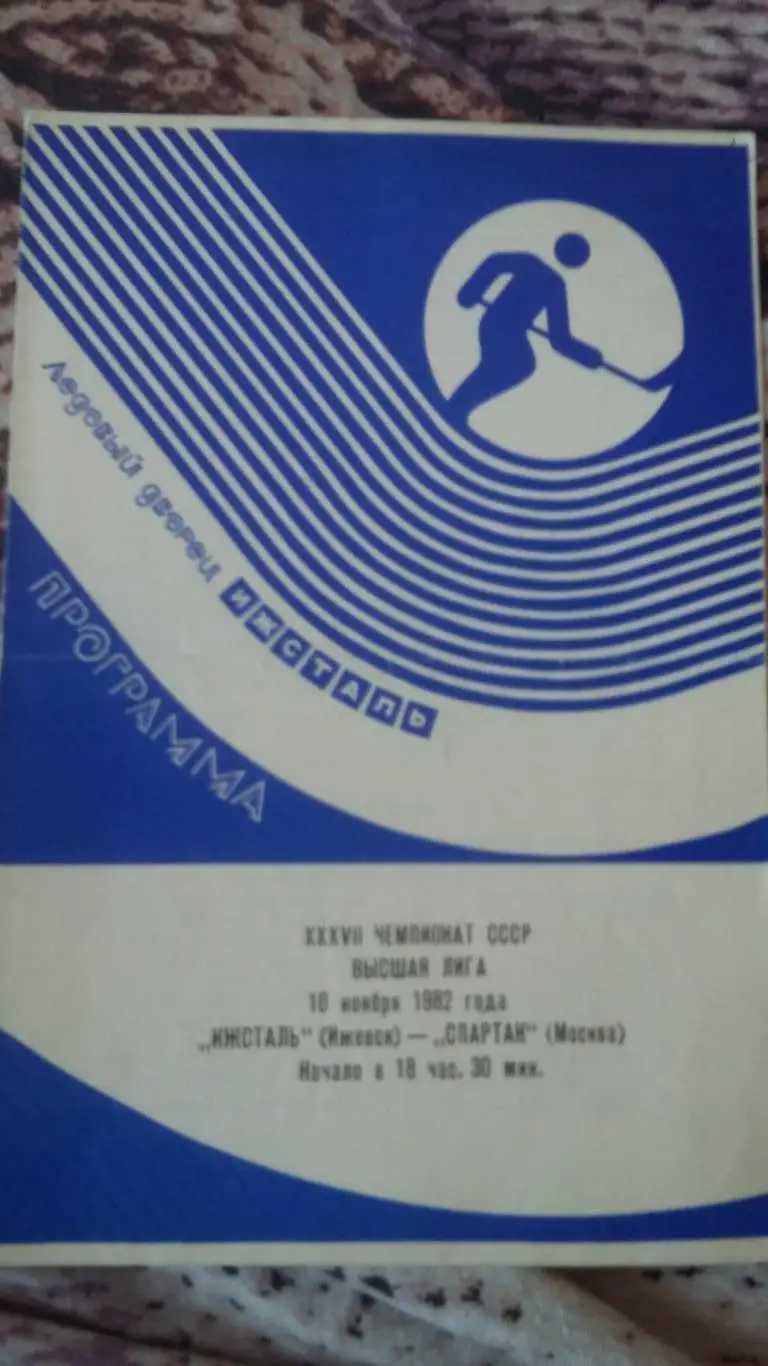 Ледовый дворец ИЖСТАЛЬ
ПРОГРАММА
XXXVII ЧЕМПИОНАТ СССР
ВЫСШАЯ ЛИГА
10 ноября 1982 года
„ИЖСТАЛЬ“ (Ижевск) — „СПАРТАК“ (Москва)
Начало в 18 час. 30 мин.